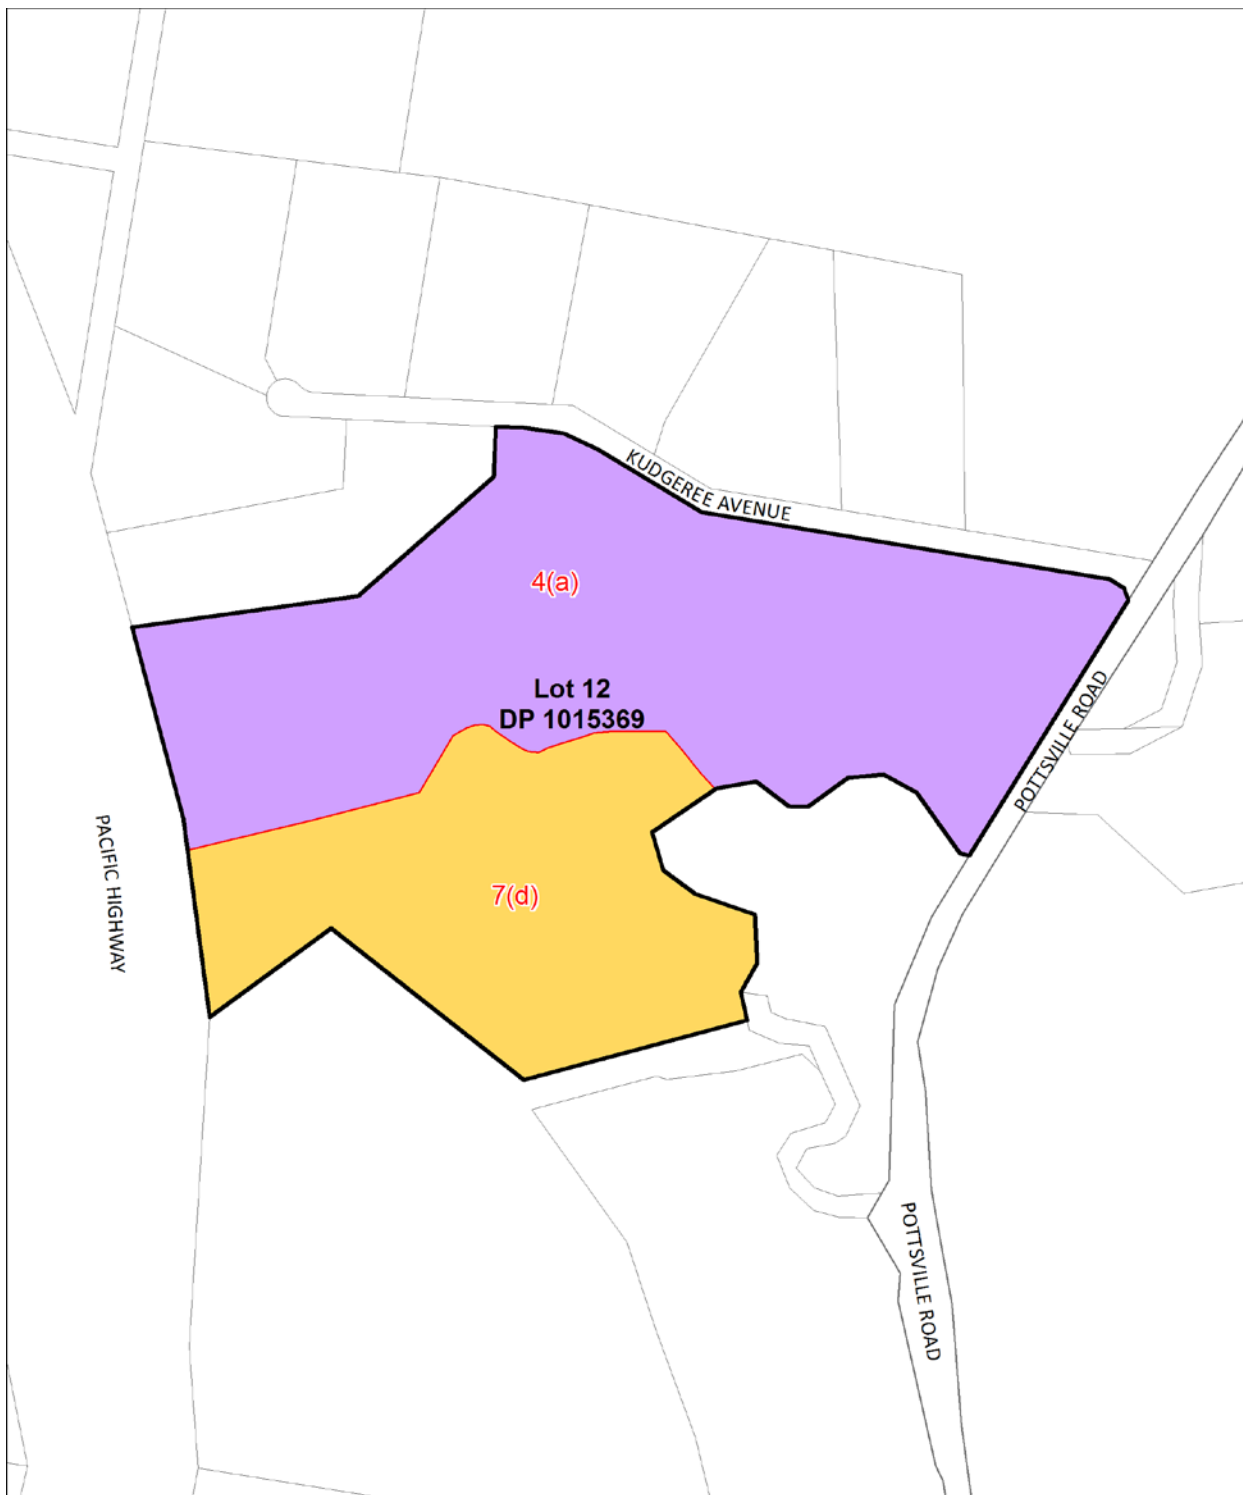 KUDGEREE AVENUE
4(a)
Lot 12
DP 1015369
POTTSVILLE ROAD
PACIFIC HIGHWAY
7(d)
POTTSVILLE ROAD